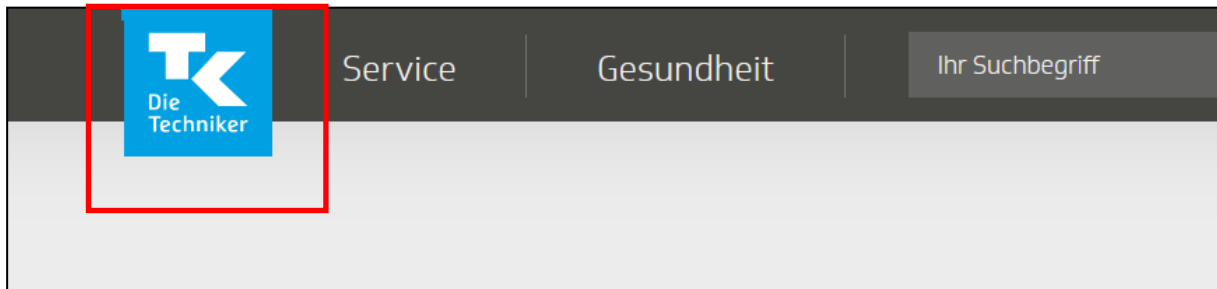 TK
Die
Techniker
Service
Gesundheit
Ihr Suchbegriff